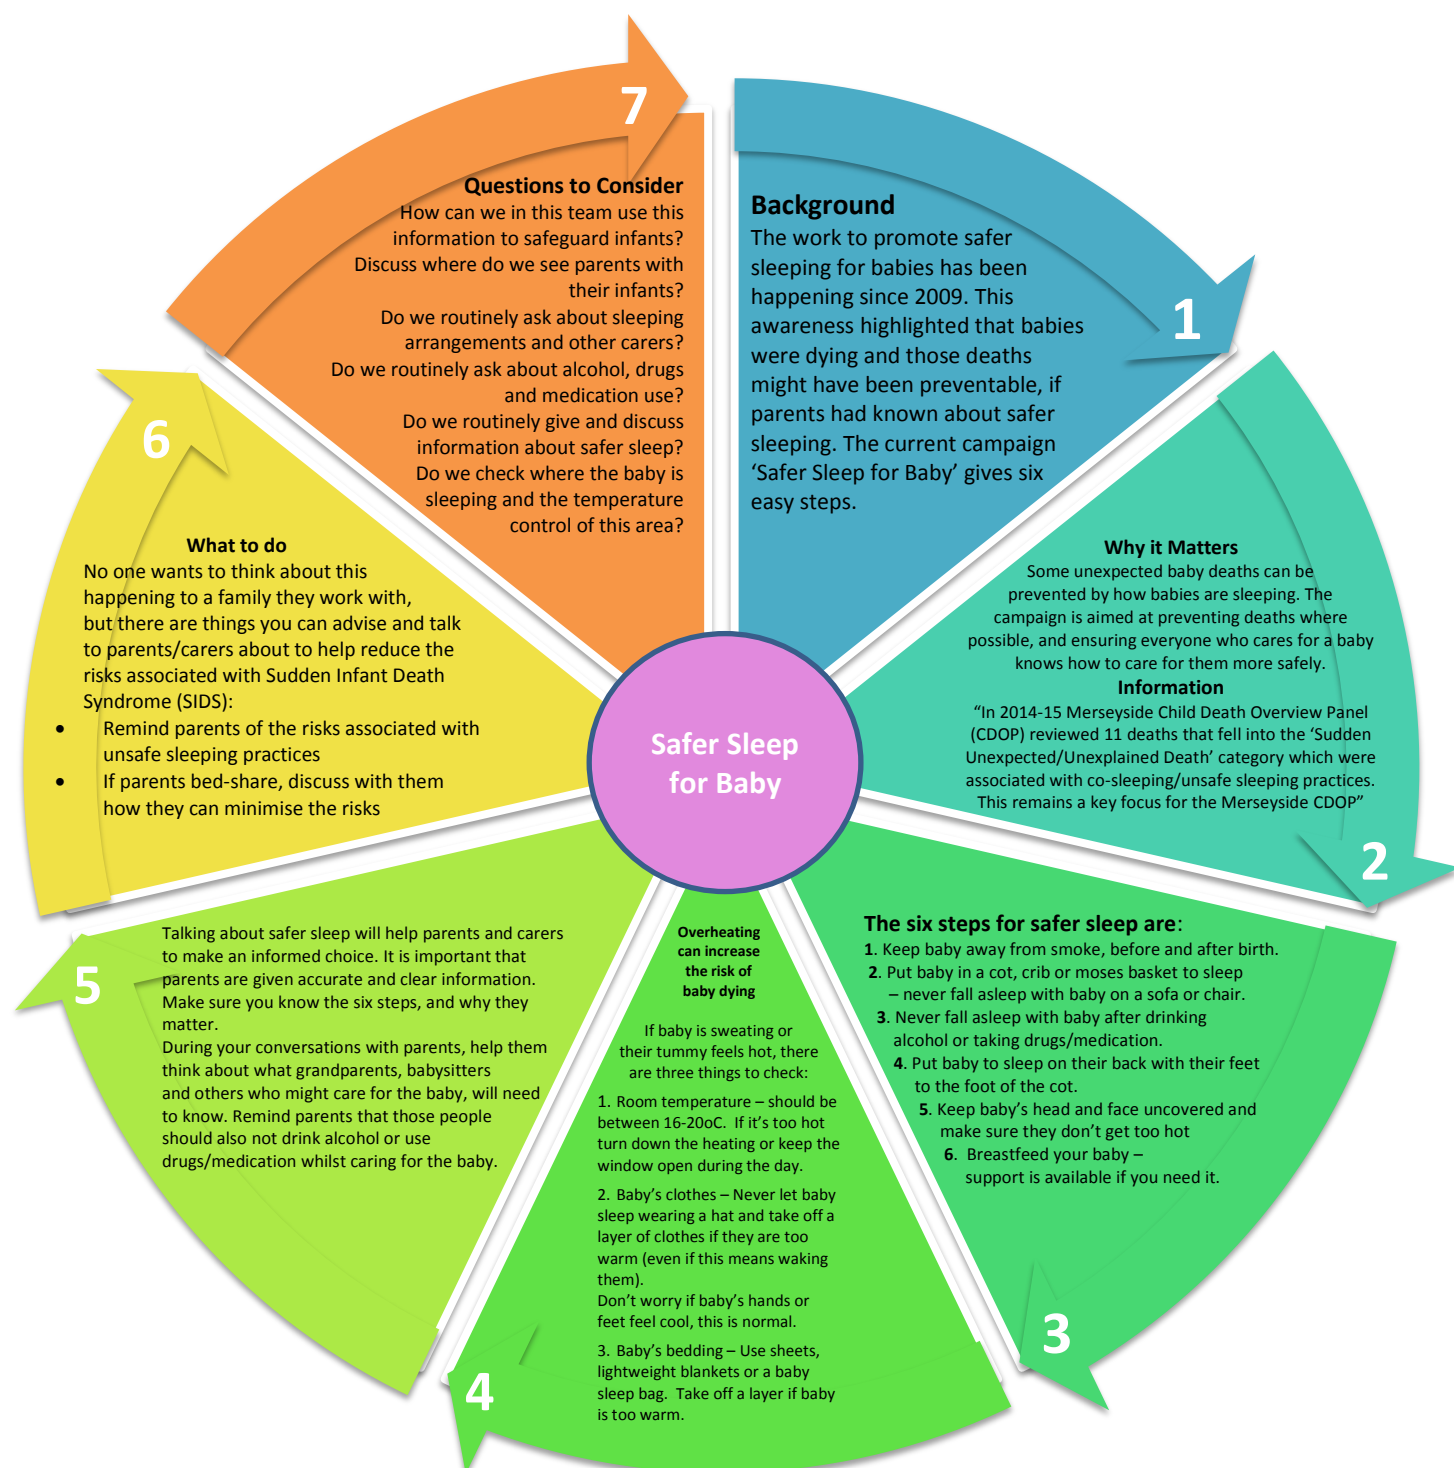 Safer Sleep
for Baby
1
Background
The work to promote safer
sleeping for babies has been
happening since 2009. This
awareness highlighted that babies
were dying and those deaths
might have been preventable, if
parents had known about safer
sleeping. The current campaign
‘Safer Sleep for Baby’ gives six
easy steps.
2
Why it Matters
Some unexpected baby deaths can be
prevented by how babies are sleeping. The
campaign is aimed at preventing deaths where
possible, and ensuring everyone who cares for a baby
knows how to care for them more safely.
Information
“In 2014-15 Merseyside Child Death Overview Panel
(CDOP) reviewed 11 deaths that fell into the ‘Sudden
Unexpected/Unexplained Death’ category which were
associated with co-sleeping/unsafe sleeping practices.
This remains a key focus for the Merseyside CDOP”
3
The six steps for safer sleep are:
1. Keep baby away from smoke, before and after birth.
2. Put baby in a cot, crib or moses basket to sleep
– never fall asleep with baby on a sofa or chair.
3. Never fall asleep with baby after drinking
alcohol or taking drugs/medication.
4. Put baby to sleep on their back with their feet
to the foot of the cot.
5. Keep baby’s head and face uncovered and
make sure they don’t get too hot
6. Breastfeed your baby –
support is available if you need it.
4
Overheating
can increase
the risk of
baby dying
If baby is sweating or
their tummy feels hot, there
are three things to check:
1. Room temperature – should be
between 16-20oC. If it’s too hot
turn down the heating or keep the
window open during the day.
2. Baby’s clothes – Never let baby
sleep wearing a hat and take off a
layer of clothes if they are too
warm (even if this means waking
them).
Don’t worry if baby’s hands or
feet feel cool, this is normal.
3. Baby’s bedding – Use sheets,
lightweight blankets or a baby
sleep bag. Take off a layer if baby
is too warm.
5
Talking about safer sleep will help parents and carers
to make an informed choice. It is important that
parents are given accurate and clear information.
Make sure you know the six steps, and why they
matter.
During your conversations with parents, help them
think about what grandparents, babysitters
and others who might care for the baby, will need
to know. Remind parents that those people
should also not drink alcohol or use
drugs/medication whilst caring for the baby.
6
What to do
No one wants to think about this
happening to a family they work with,
but there are things you can advise and talk
to parents/carers about to help reduce the
risks associated with Sudden Infant Death
Syndrome (SIDS):
• Remind parents of the risks associated with
unsafe sleeping practices
• If parents bed-share, discuss with them
how they can minimise the risks
7
Questions to Consider
How can we in this team use this
information to safeguard infants?
Discuss where do we see parents with
their infants?
Do we routinely ask about sleeping
arrangements and other carers?
Do we routinely ask about alcohol, drugs
and medication use?
Do we routinely give and discuss
information about safer sleep?
Do we check where the baby is
sleeping and the temperature
control of this area?